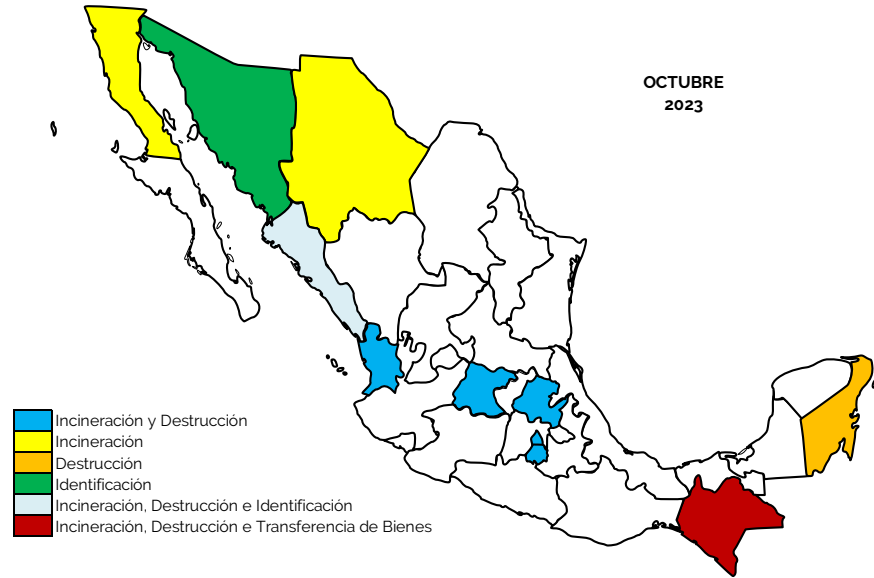 OCTUBRE
2023
Incineración y Destrucción
Incineración
Destrucción
Identificación
Incineración, Destrucción e Identificación
Incineración, Destrucción e Transferencia de Bienes